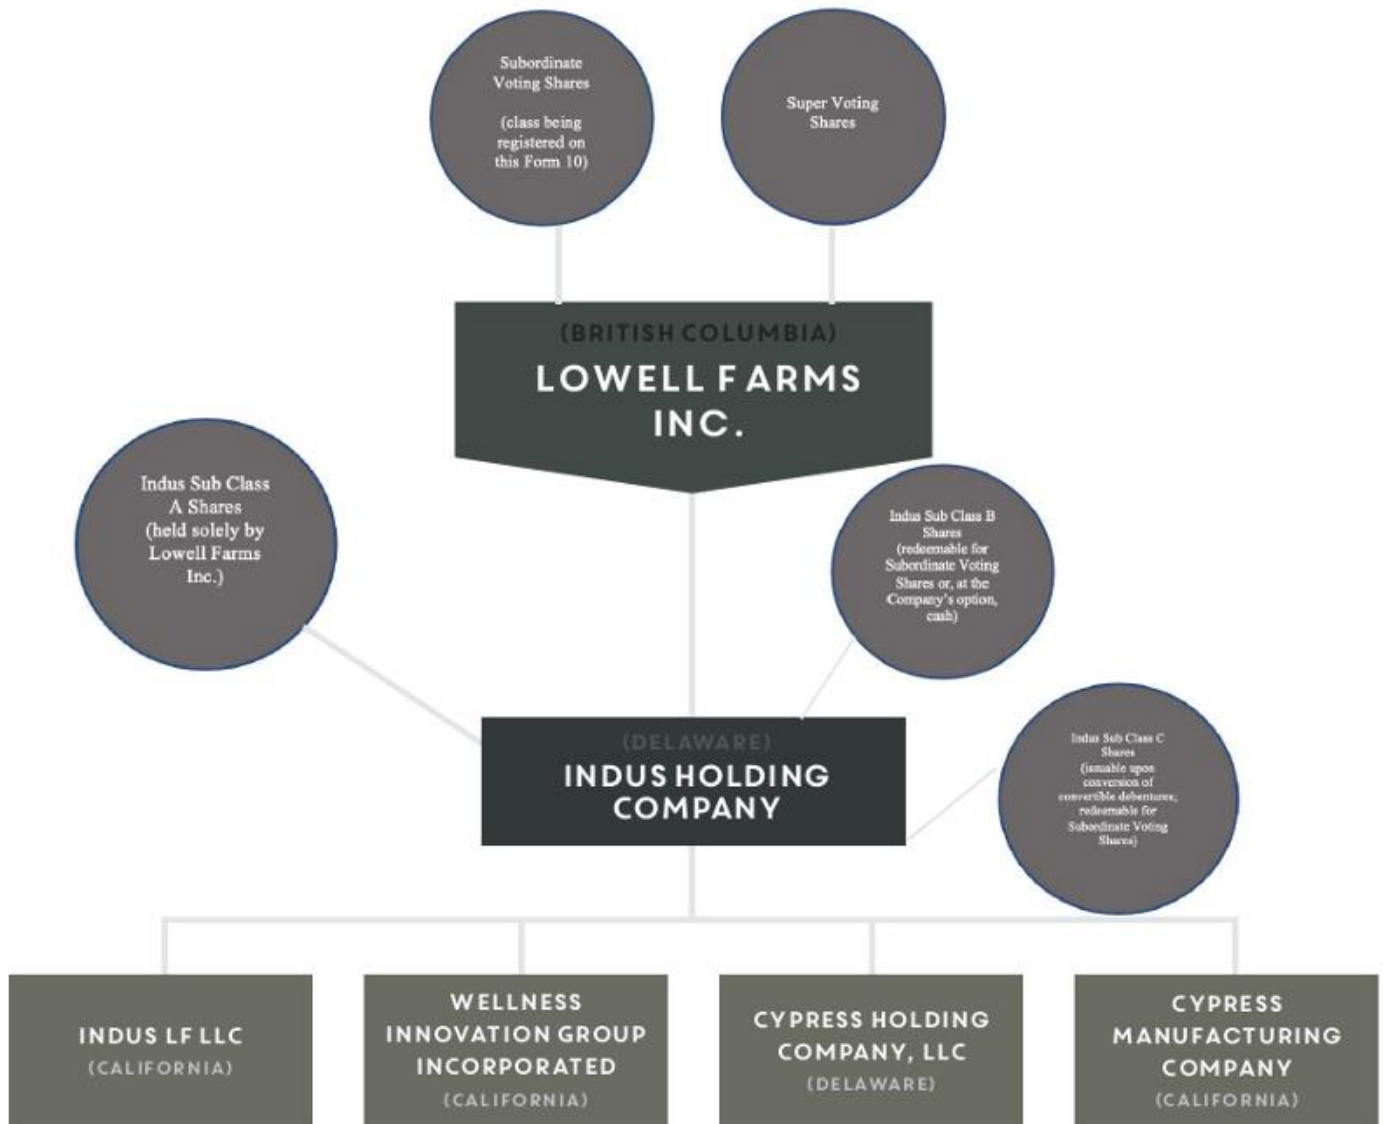 Subordinate
Voting Shares
(class being
registered on
this Form 10)
Super Voting
Shares
(BRITISH COLUMBIA)
LOWELL FARMS
INC.
Indus Sub Class
A Shares
(held solely by
Lowell Farms
Inc.)
Indus Sub Class B
Shares
(redeemable for
Subordinate Voting
Shares or, at the
Company's option,
cash)
(DELAWARE)
INDUS HOLDING
COMPANY
Indus Sub Class C
Shares
(issuable upon
conversion of
convertible debentures;
redeemable for
Subordinate Voting
Shares)
INDUS LF LLC
(CALIFORNIA)
WELLNESS
INNOVATION GROUP
INCORPORATED
(CALIFORNIA)
CYPRESS HOLDING
COMPANY, LLC
(DELAWARE)
CYPRESS
MANUFACTURING
COMPANY
(CALIFORNIA)